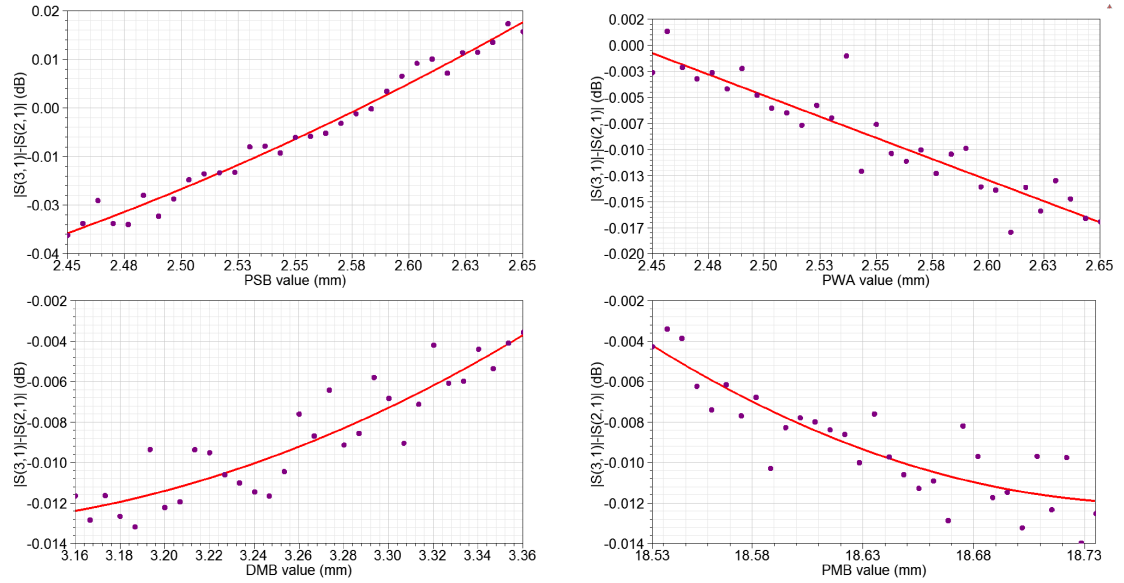 |S(3,1)|-|S(2,1)| (dB)
0.02
0.01
0.00
-0.01
-0.03
-0.04
2.45 2.48 2.50 2.53 2.55 2.58 2.60 2.63 2.65
PSB value (mm)
|S(3,1)|-|S(2,1)| (dB)
0.002
0.000
-0.003
-0.005
-0.007
-0.010
-0.013
-0.015
-0.017
-0.020
2.45 2.48 2.50 2.53 2.55 2.58 2.60 2.63 2.65
PWA value (mm)
|S(3,1)|-|S(2,1)| (dB)
-0.002
-0.004
-0.006
-0.008
-0.010
-0.012
-0.014
3.16 3.18 3.20 3.22 3.24 3.26 3.28 3.30 3.32 3.34 3.36
DMB value (mm)
|S(3,1)|-|S(2,1)| (dB)
-0.002
-0.004
-0.006
-0.008
-0.010
-0.012
-0.014
18.53 18.58 18.63 18.68 18.73
PMB value (mm)